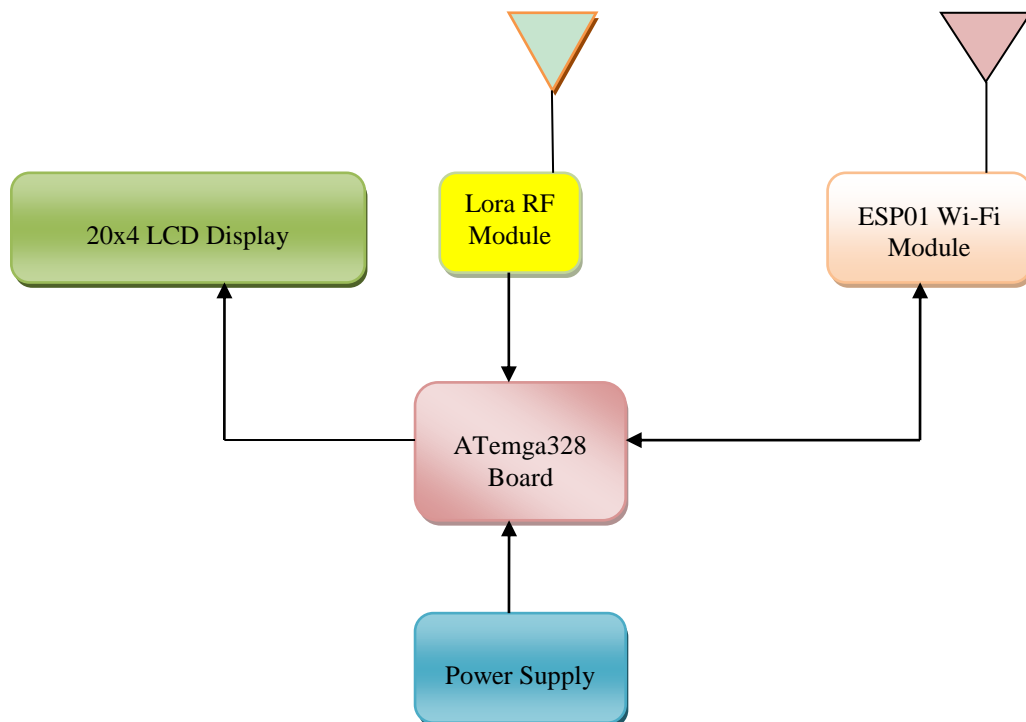 Lora RF
Module
ESP01 Wi-Fi
Module
20x4 LCD Display
ATemga328
Board
Power Supply